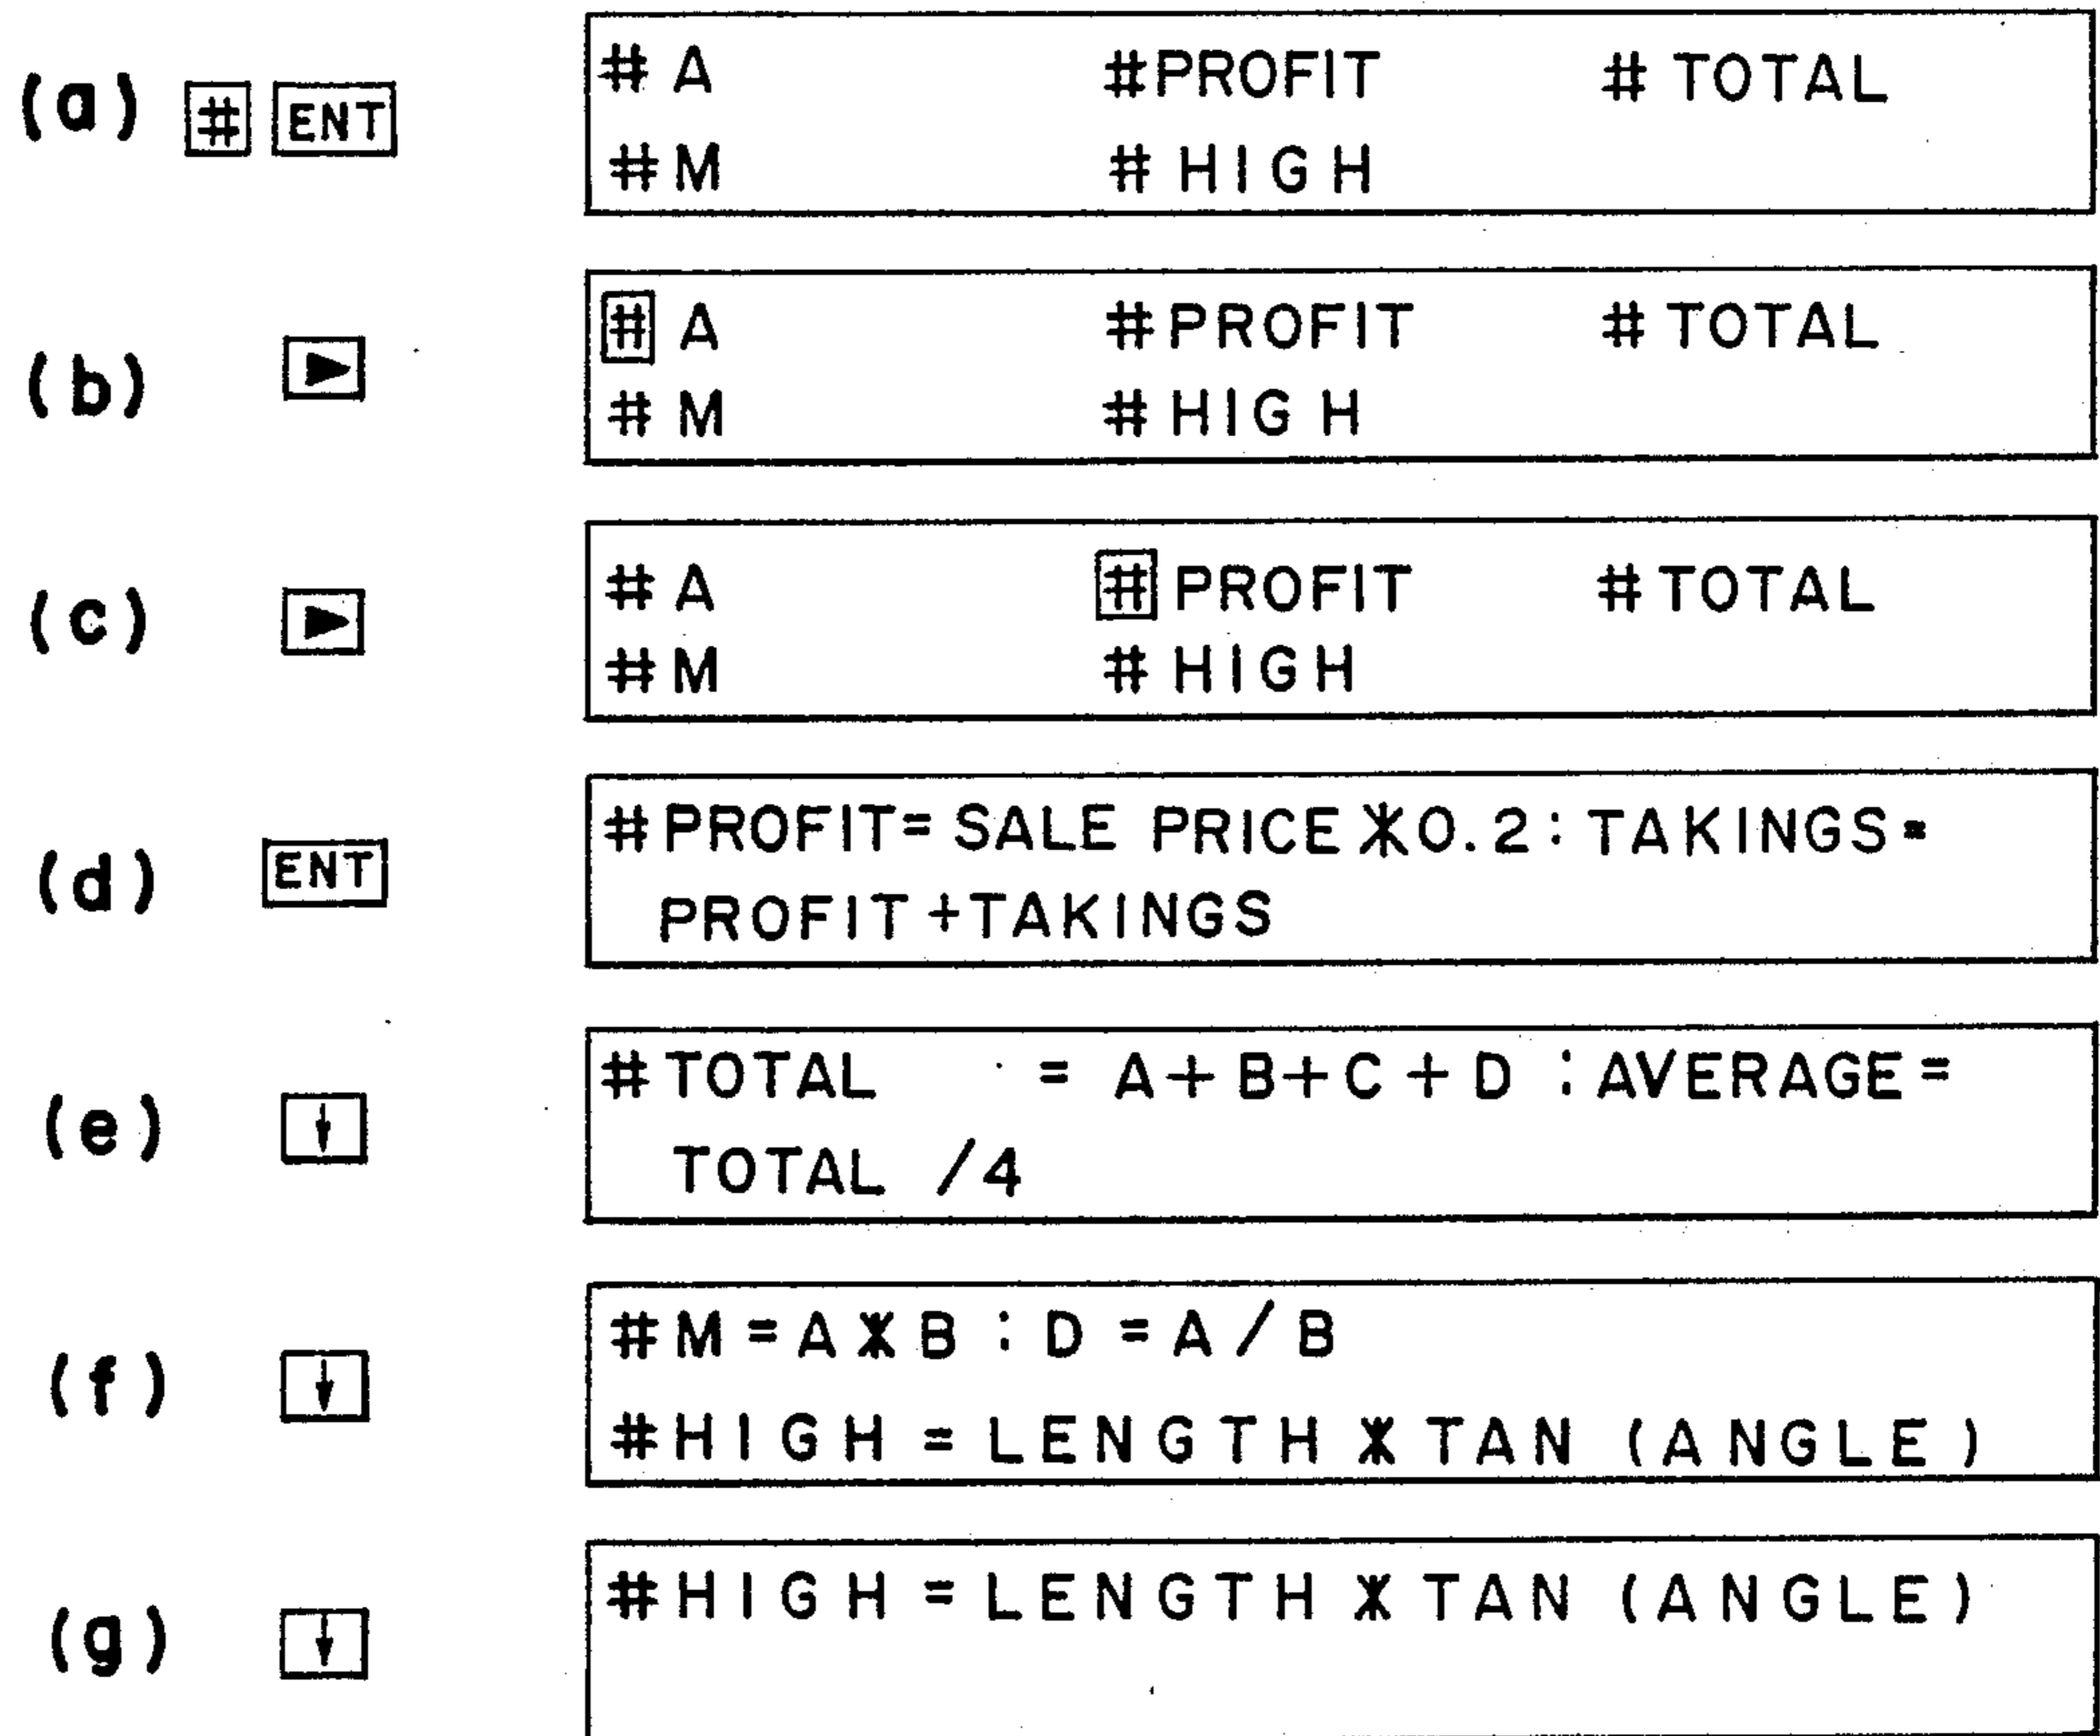 (a) # ENT
# A #PROFIT # TOTAL
# M # HIGH
(b) ▶
# A # PROFIT # TOTAL
# M # HIGH
(c) ▶
# A # PROFIT # TOTAL
# M # HIGH
(d) ENT
# PROFIT= SALE PRICE * 0.2 : TAKINGS=
PROFIT + TAKINGS
(e) ↓
# TOTAL = A + B + C + D : AVERAGE =
TOTAL /4
(f) ↓
# M = A * B : D = A / B
# HIGH = LENGTH * TAN (ANGLE)
(g) ↓
# HIGH = LENGTH * TAN (ANGLE)